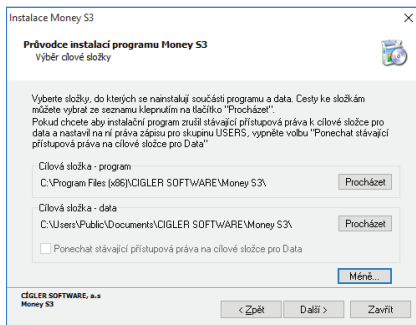 Instalace Money S3
Průvodce instalací programu Money S3
Výběr cílové složky
Vyberte složky, do kterých se nainstalují součásti programu a data. Cesty ke složkám
můžete vybrat ze seznamu klepnutím na tlačítko "Procházet".
Pokud chcete aby instalační program zrušil stávající přístupová práva k cílové složce pro
data a nastavil na ní práva zápisu pro skupinu USERS, vypněte volbu "Ponechat stávající
přístupová práva na cílové složce pro Data"
Cílová složka - program
C:\Program Files (x86)\CIGLER SOFTWARE\Money S3\
Procházet
Cílová složka - data
C:\Users\Public\Documents\CIGLER SOFTWARE\Money S3\
Procházet
Ponechat stávající přístupová práva na cílové složce pro Data
Méně...
CÍGLER SOFTWARE, a.s
Money S3
< Zpět
Další >
Zavřít